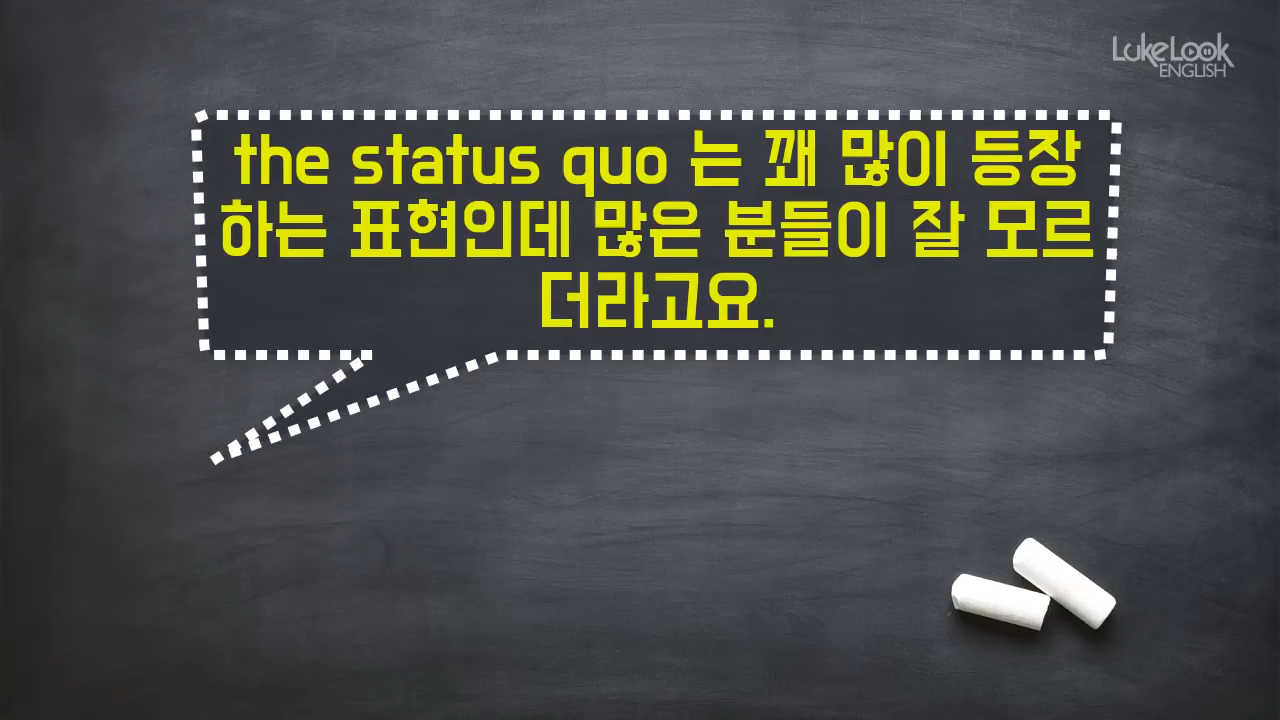 LukeLook
ENGLISH
the status quo 는 꽤 많이 등장
하는 표현인데 많은 분들이 잘 모르
더라고요.